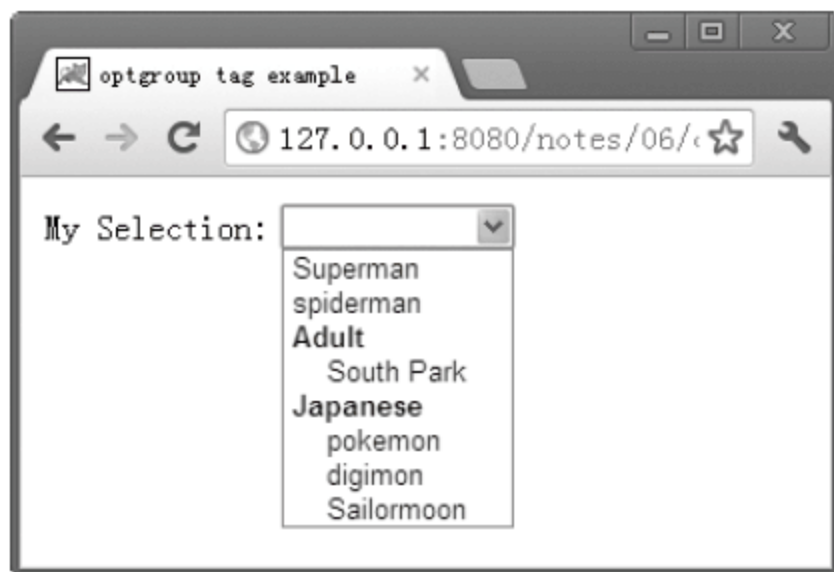 optgroup tag example
127.0.0.1:8080/notes/06/
My Selection:
Superman
spiderman
Adult
South Park
Japanese
pokemon
digimon
Sailormoon